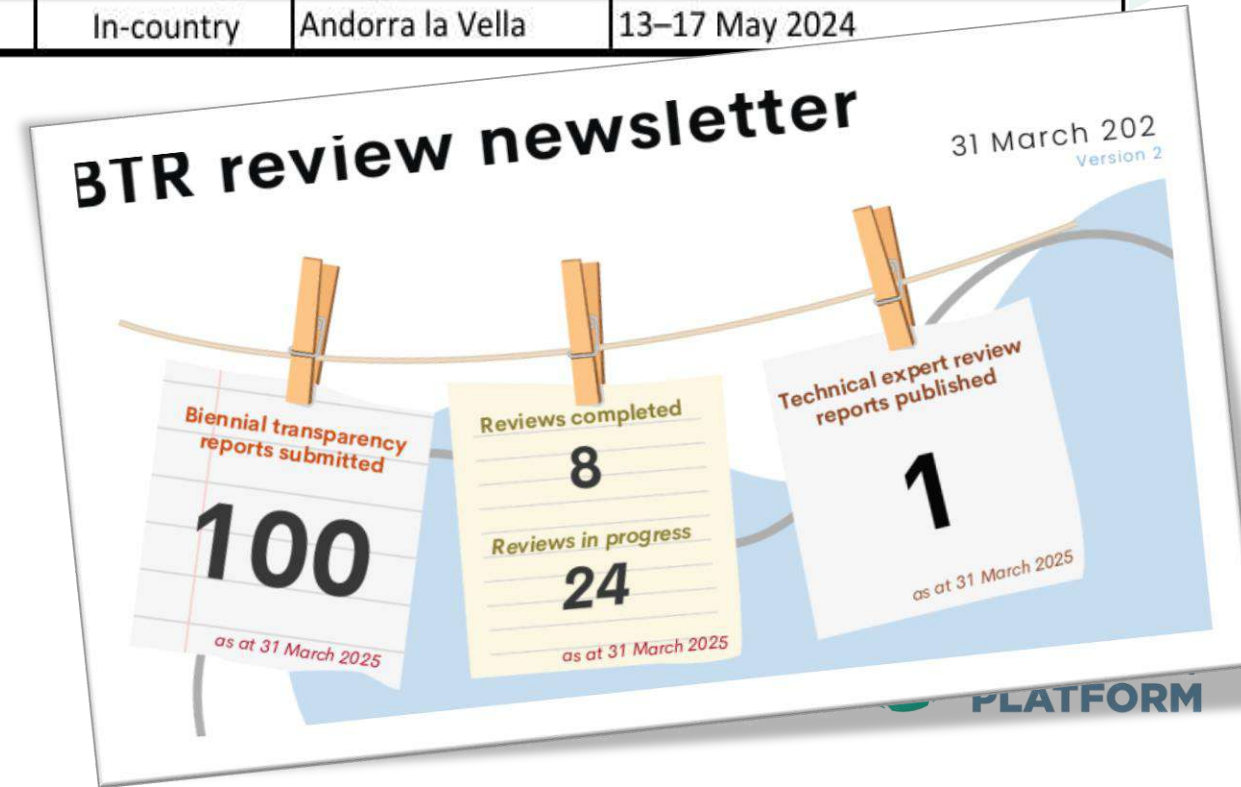 In-country Andorra la Vella 13–17 May 2024
BTR review newsletter
31 March 202
Version 2
Biennial transparency
reports submitted
100
as at 31 March 2025
Reviews completed
8
Reviews in progress
24
as at 31 March 2025
Technical expert review
reports published
1
as at 31 March 2025
PLATFORM